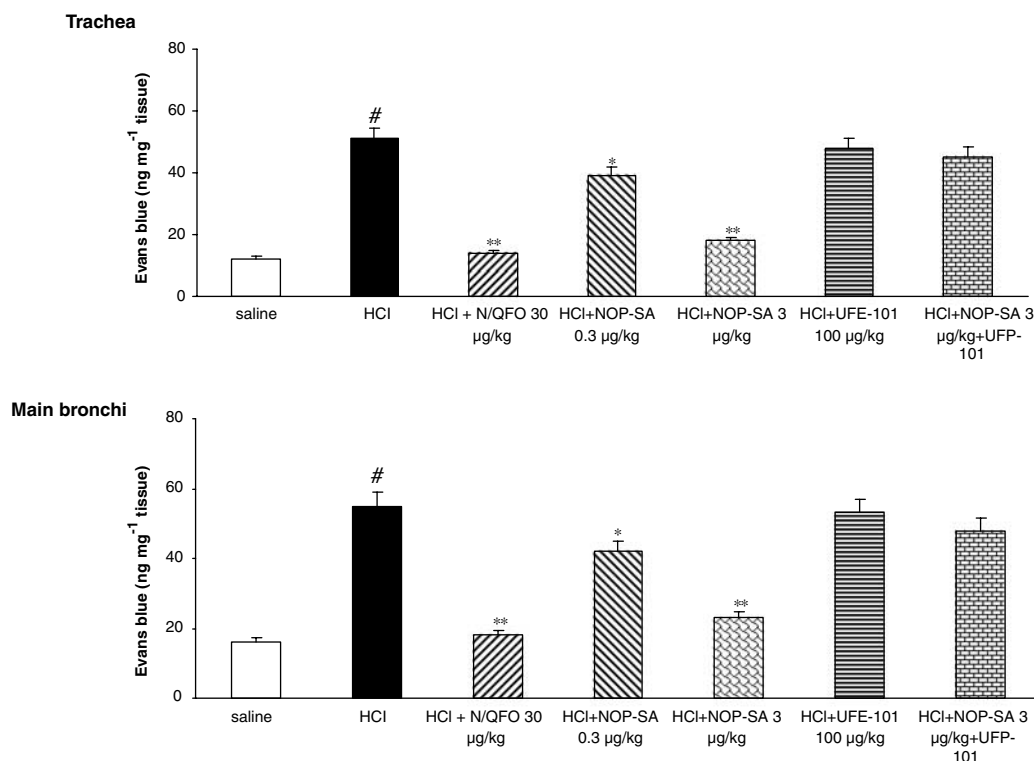 Trachea
80
60
40
20
0
Evans blue (ng mg⁻¹ tissue)
#
**
*
**
saline
HCl
HCl + N/QFO 30
µg/kg
HCl+NOP-SA
0.3 µg/kg
HCl+NOP-SA 3
µg/kg
HCl+UFE-101
100 µg/kg
HCl+NOP-SA 3
µg/kg+UFP-
101
Main bronchi
80
60
40
20
0
Evans blue (ng mg⁻¹ tissue)
#
**
*
**
saline
HCl
HCl + N/QFO 30
µg/kg
HCl+NOP-SA
0.3 µg/kg
HCl+NOP-SA 3
µg/kg
HCl+UFE-101
100 µg/kg
HCl+NOP-SA 3
µg/kg+UFP-
101